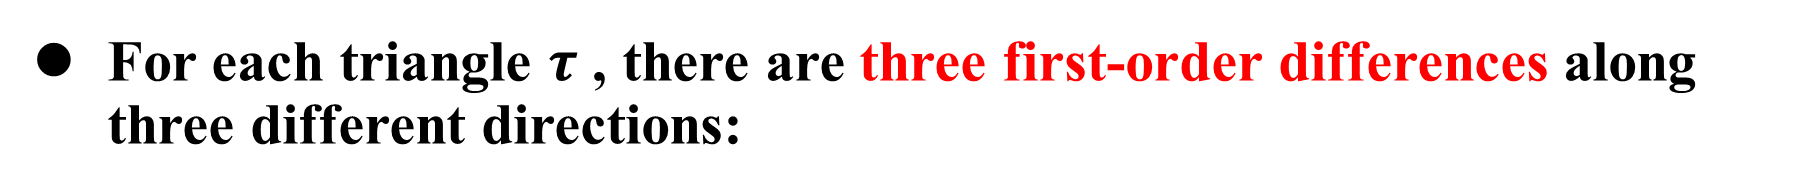 ● For each triangle τ , there are three first-order differences along
three different directions: